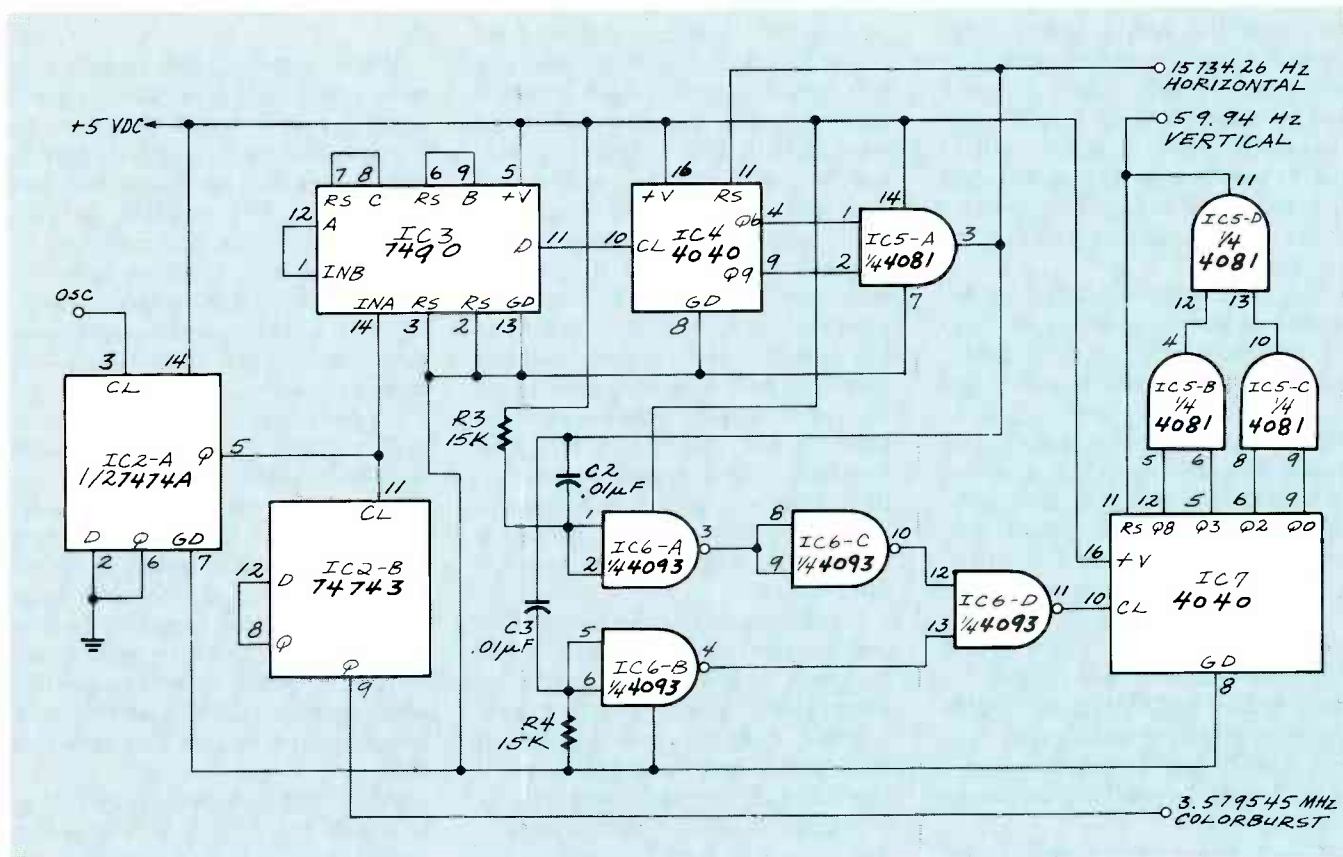 15734.26 Hz
HORIZONTAL
+5 VDC
59.94 Hz
VERTICAL
7 8 6 9 5
RS C RS B +V
12 A
IC3
7490
D 11
1 INB
INA RS RS GD
14 3 2 13
16 11
+V RS
Q6 4
10 CL
IC4
4040
Q9 9
GD
8
14
1
IC5-A
1/4 4081
3
2
7
11
IC5-D
1/4
4081
12 13
4 10
IC5-B
1/4
4081
IC5-C
1/4
4081
5 6 8 9
OSC
3 14
CL
IC2-A
1/27474A
Q 5
D Q GD
2 6 7
11
CL
12 D
IC2-B
74743
8 Q
Q
9
R3
15K
C2
.01µF
1
2
IC6-A
1/4 4093
3
8
9
IC6-C
1/4 4093
10
12
13
IC6-D
1/4 4093
11
C3
.01µF
5
6
IC6-B
1/4 4093
4
R4
15K
11 12 5 6 9
RS Q8 Q3 Q2 Q0
16 +V
IC7
4040
10 CL
GD
8
3.579545 MHz
COLORBURST